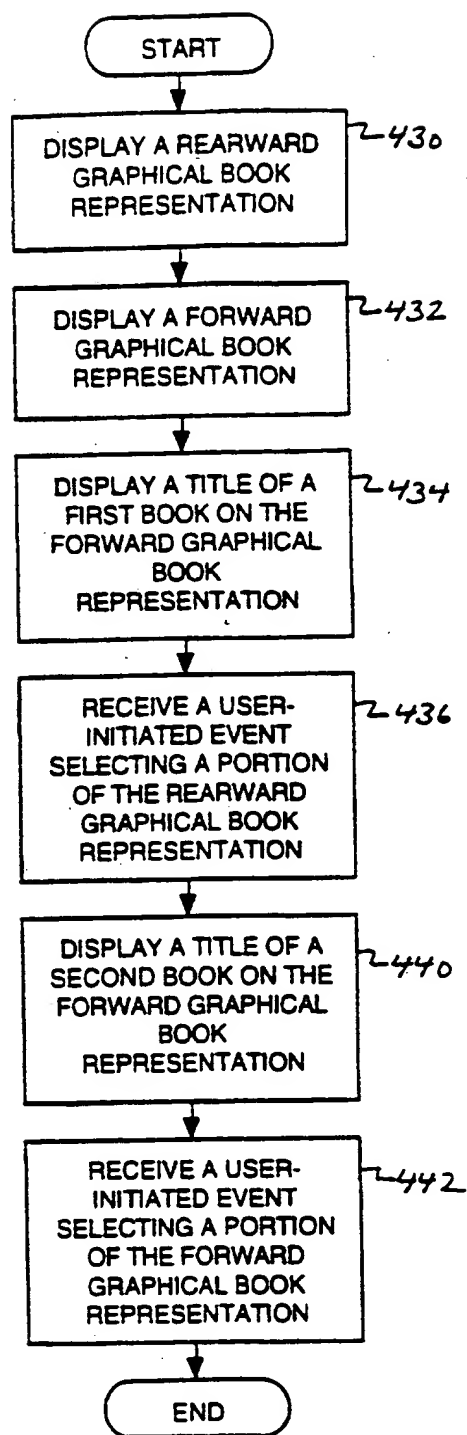 START
DISPLAY A REARWARD
GRAPHICAL BOOK
REPRESENTATION
430
DISPLAY A FORWARD
GRAPHICAL BOOK
REPRESENTATION
432
DISPLAY A TITLE OF A
FIRST BOOK ON THE
FORWARD GRAPHICAL
BOOK
REPRESENTATION
434
RECEIVE A USER-
INITIATED EVENT
SELECTING A PORTION
OF THE REARWARD
GRAPHICAL BOOK
REPRESENTATION
436
DISPLAY A TITLE OF A
SECOND BOOK ON THE
FORWARD GRAPHICAL
BOOK
REPRESENTATION
440
RECEIVE A USER-
INITIATED EVENT
SELECTING A PORTION
OF THE FORWARD
GRAPHICAL BOOK
REPRESENTATION
442
END